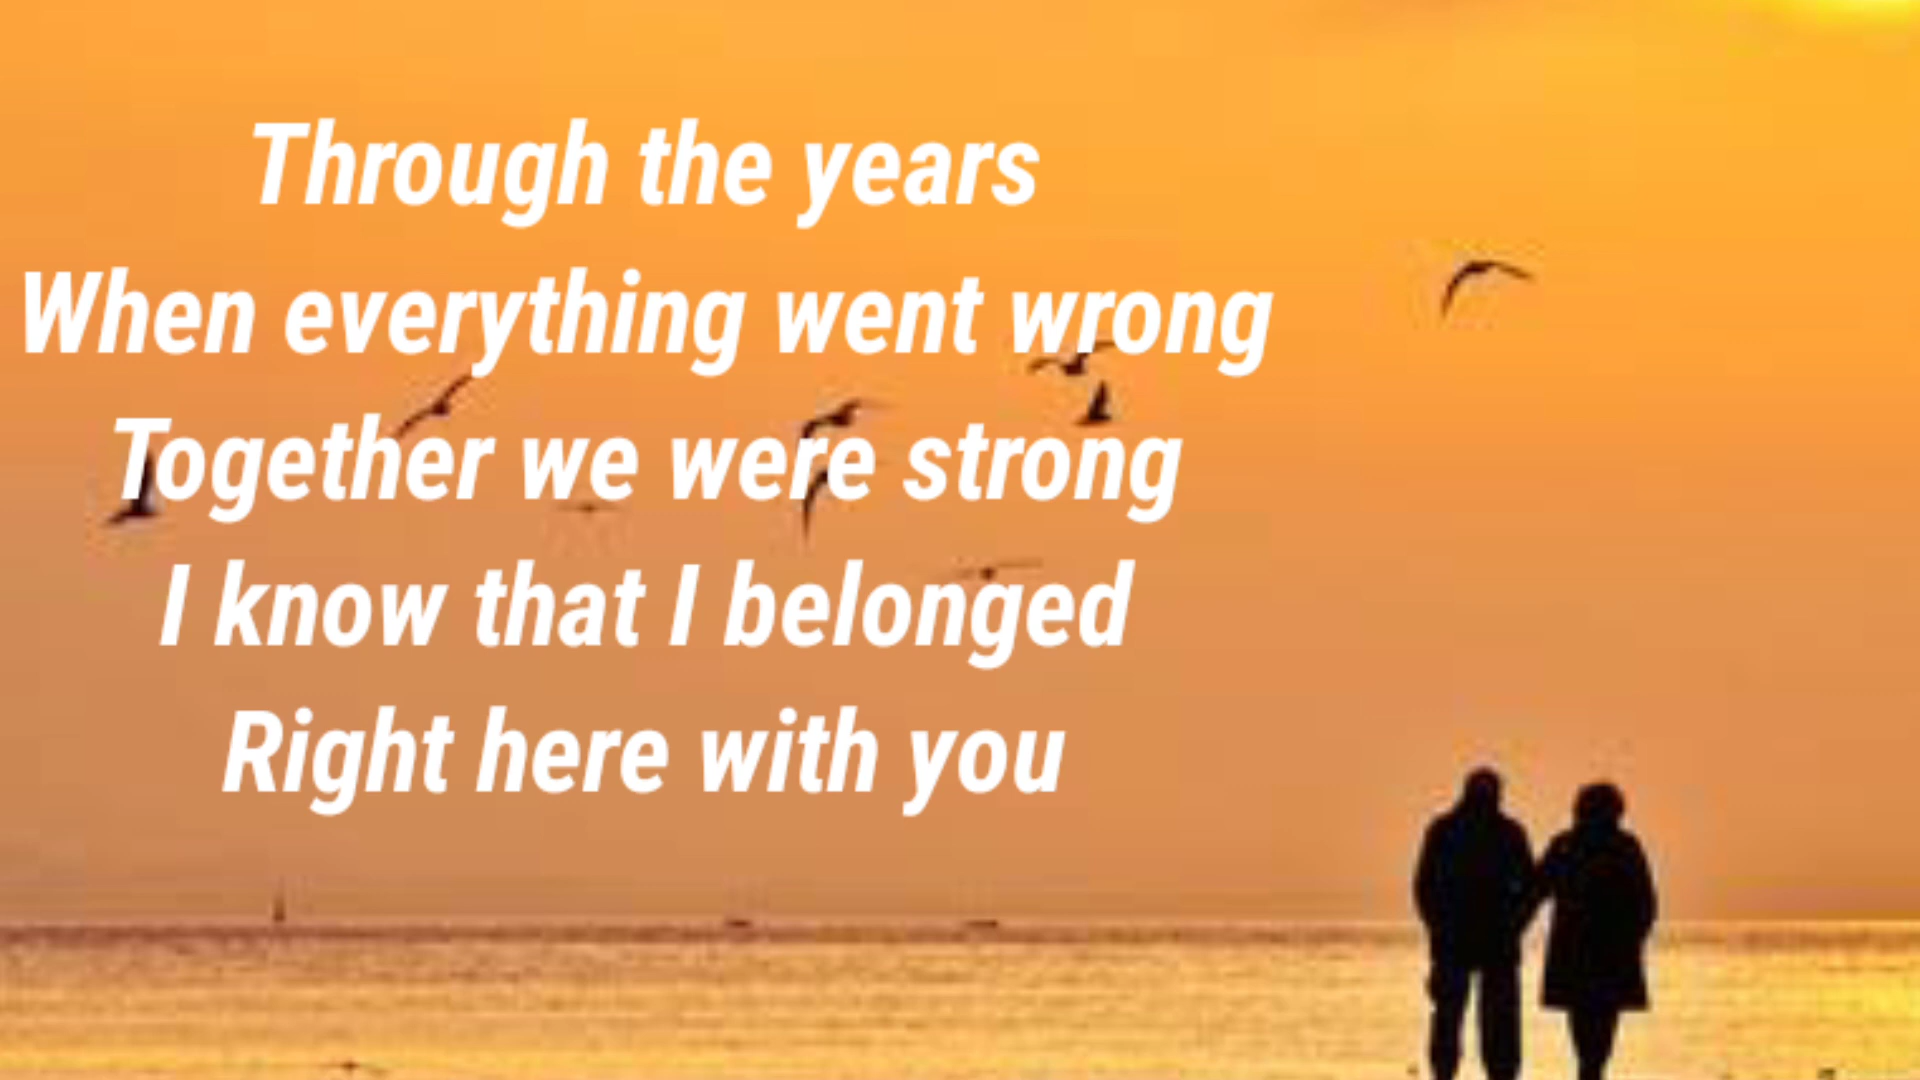 Through the years
When everything went wrong
Together we were strong
I know that I belonged
Right here with you